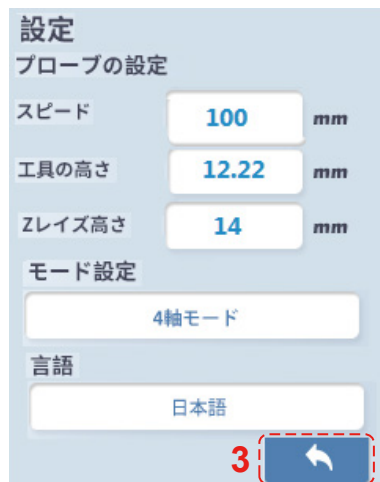 設定
プローブの設定
スピード 100 mm
工具の高さ 12.22 mm
Zレイズ高さ 14 mm
モード設定
4軸モード
言語
日本語
3